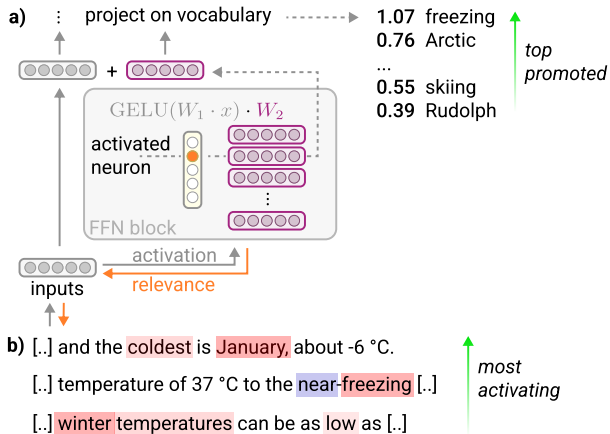 a)
⋮ project on vocabulary
1.07 freezing
0.76 Arctic
...
0.55 skiing
0.39 Rudolph
top
promoted
+
GELU(W₁ · x) · W₂
activated
neuron
⋮
FFN block
activation
relevance
inputs
b) [..] and the coldest is January, about -6 °C.
[..] temperature of 37 °C to the near-freezing [..]
[..] winter temperatures can be as low as [..]
most
activating